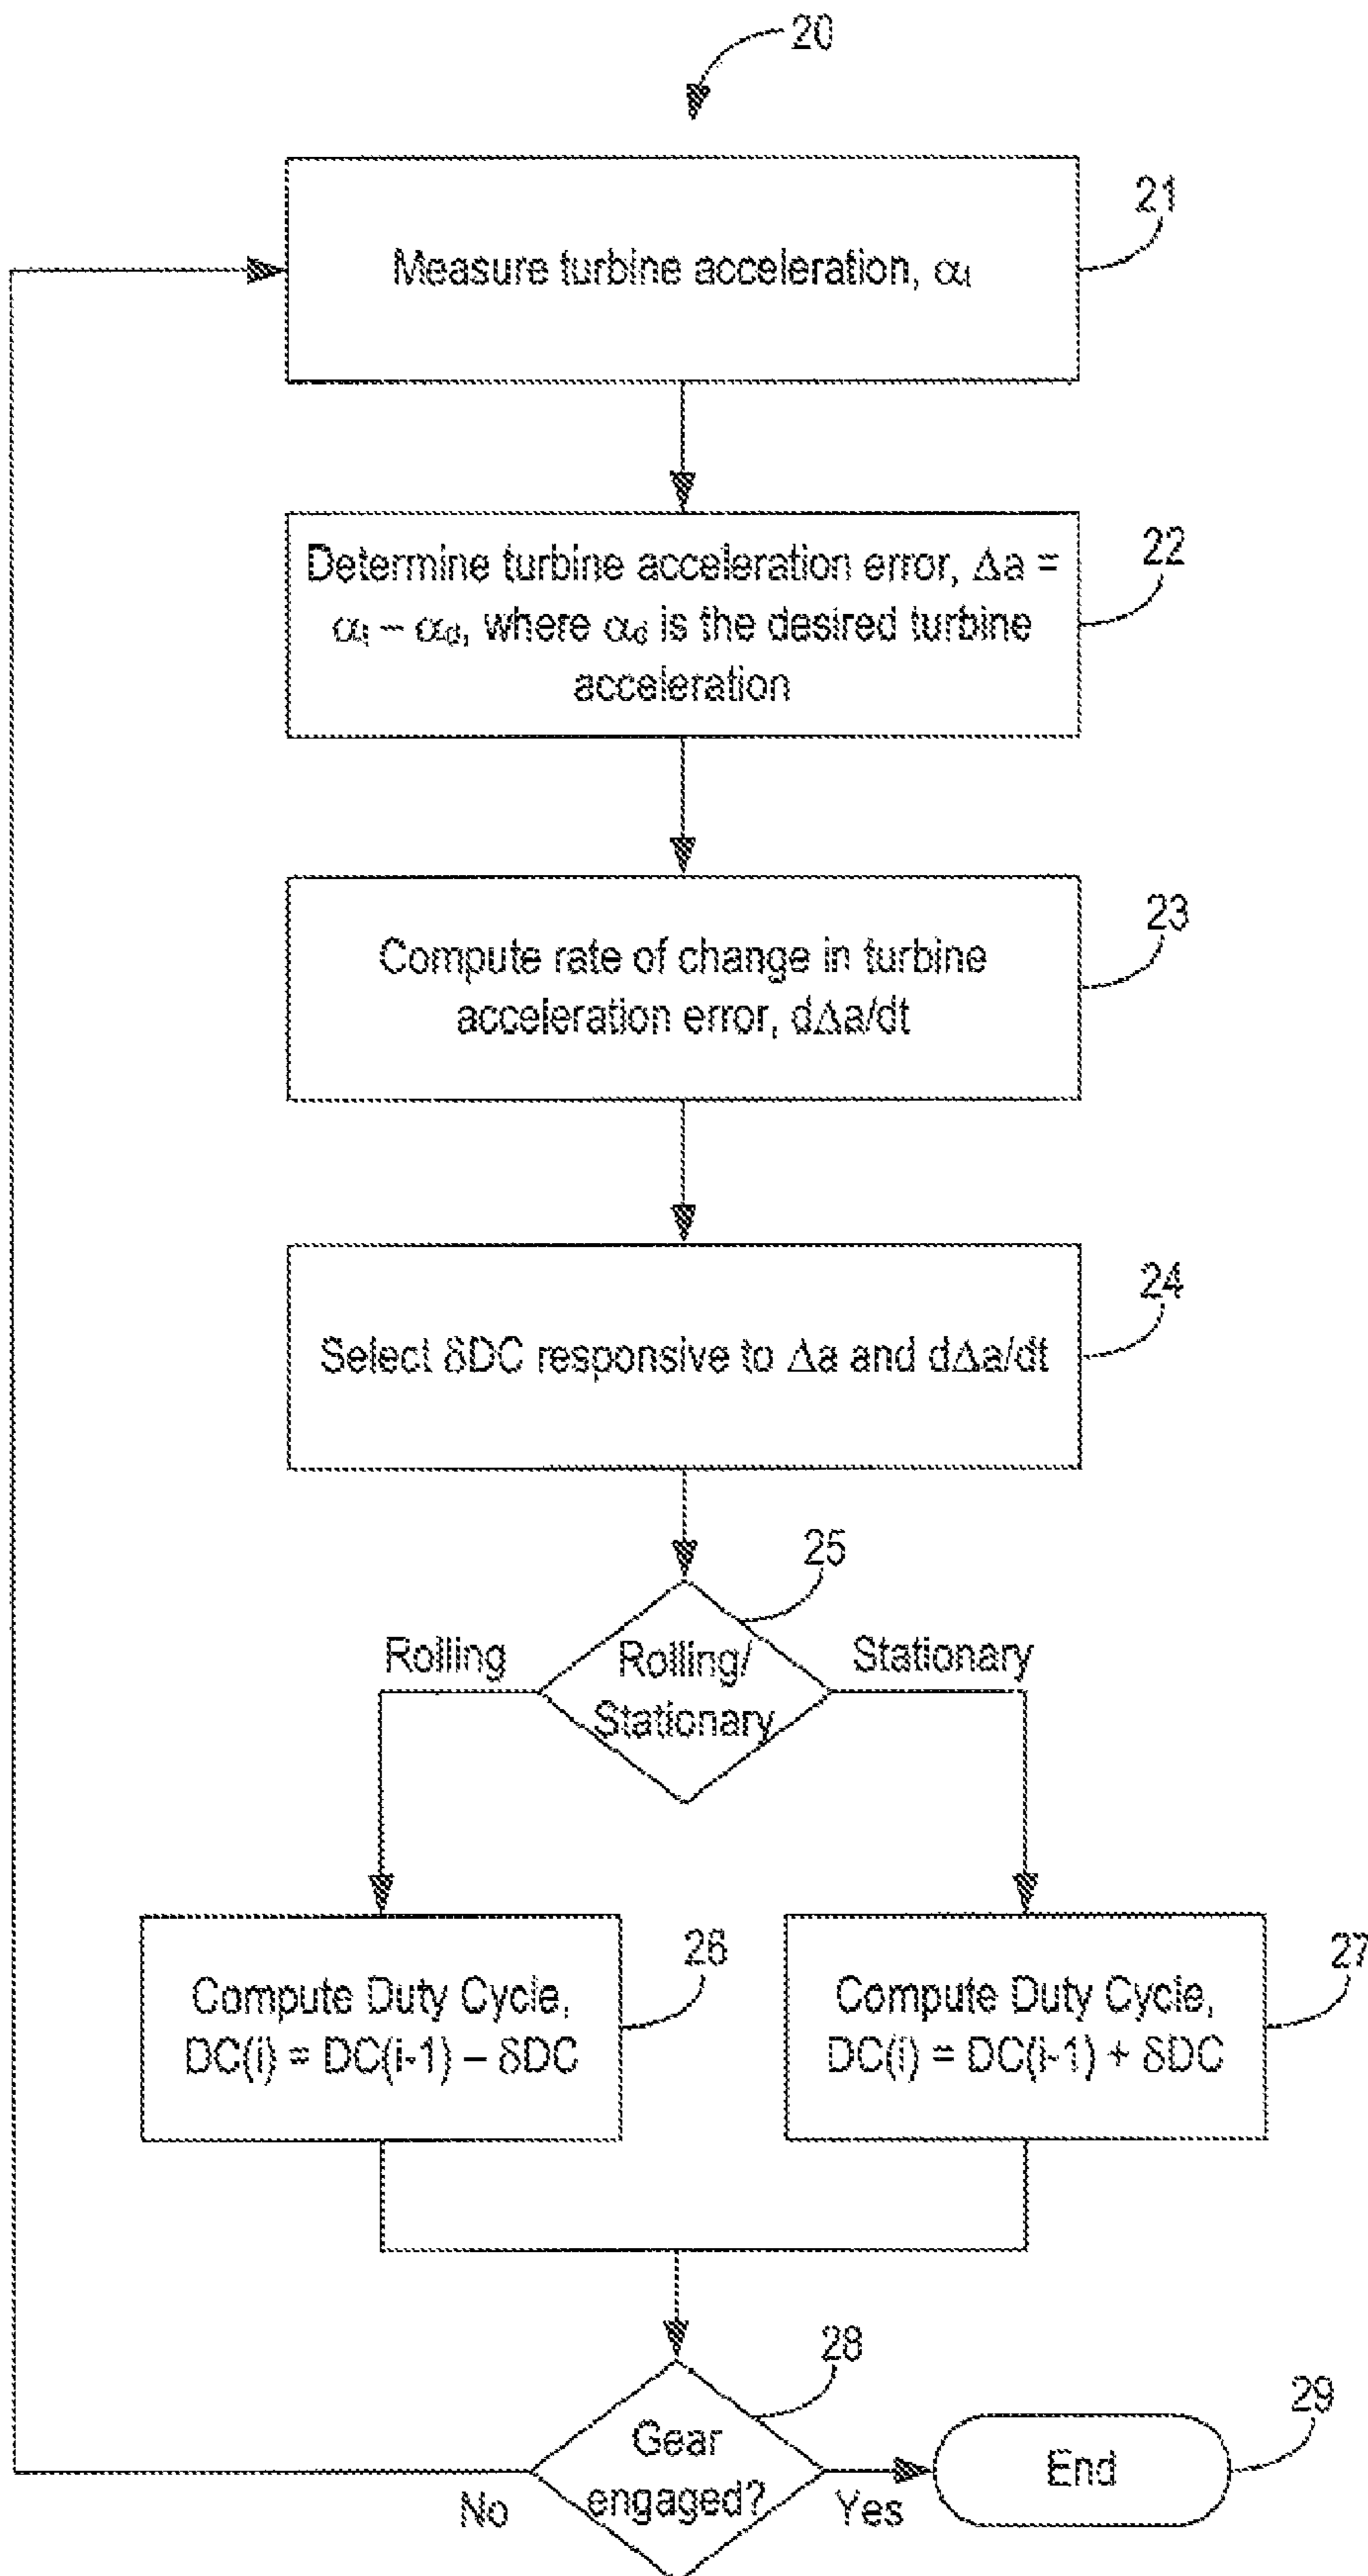 20
21
Measure turbine acceleration, αi
22
Determine turbine acceleration error, Δa =
αi – αd, where αd is the desired turbine
acceleration
23
Compute rate of change in turbine
acceleration error, dΔa/dt
24
Select δDC responsive to Δa and dΔa/dt
25
Rolling
Rolling/
Stationary
Stationary
26
Compute Duty Cycle,
DC(i) = DC(i-1) – δDC
27
Compute Duty Cycle,
DC(i) = DC(i-1) + δDC
28
Gear
engaged?
No
Yes
29
End